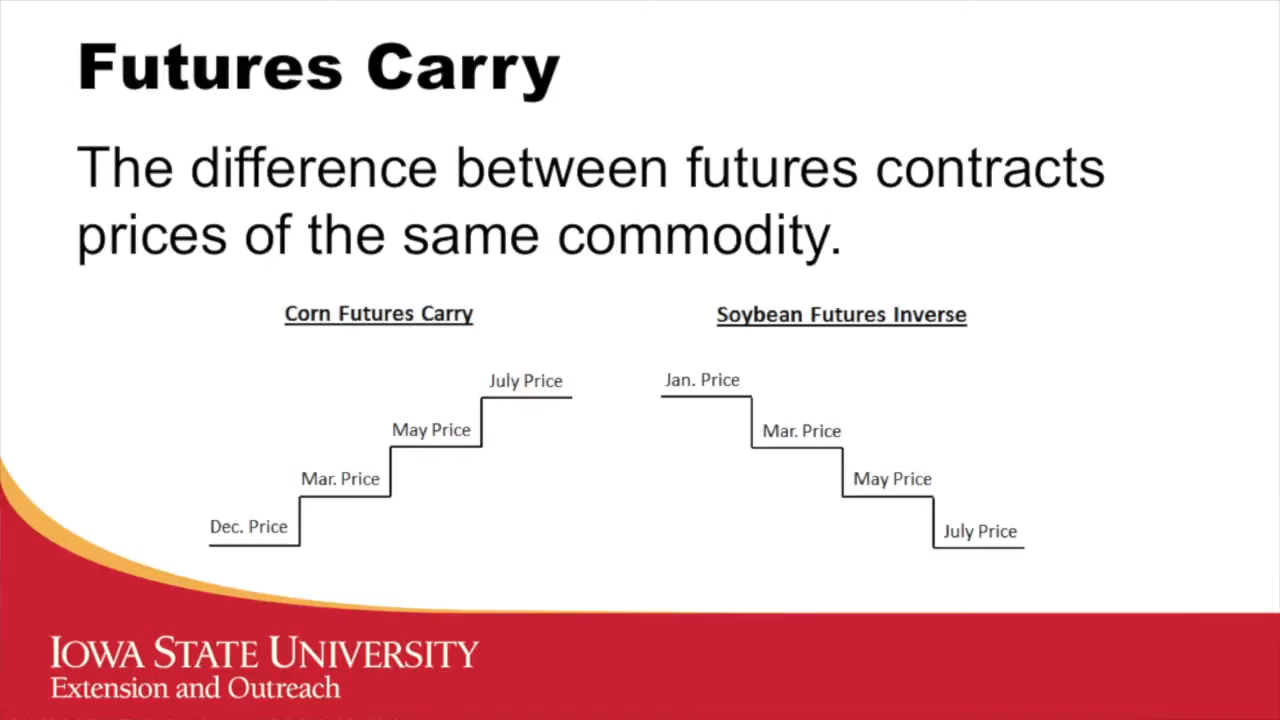 Futures Carry
The difference between futures contracts
prices of the same commodity.
Corn Futures Carry
July Price
May Price
Mar. Price
Dec. Price
Soybean Futures Inverse
Jan. Price
Mar. Price
May Price
July Price
IOWA STATE UNIVERSITY
Extension and Outreach